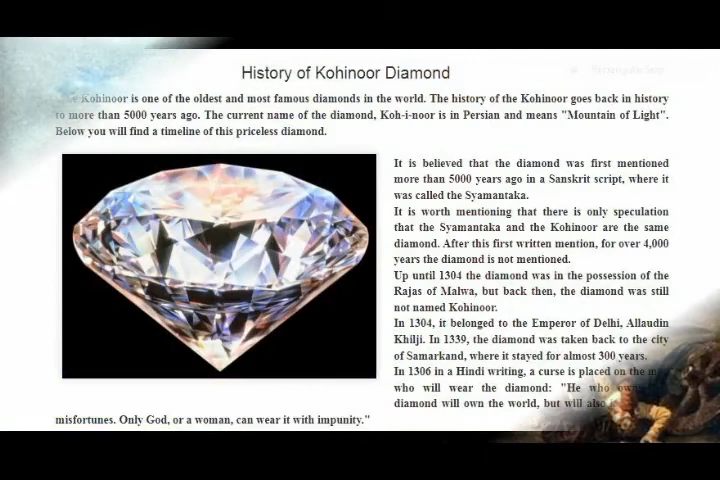 History of Kohinoor Diamond
Kohinoor is one of the oldest and most famous diamonds in the world. The history of the Kohinoor goes back in history
to more than 5000 years ago. The current name of the diamond, Koh-i-noor is in Persian and means "Mountain of Light".
Below you will find a timeline of this priceless diamond.
It is believed that the diamond was first mentioned
more than 5000 years ago in a Sanskrit script, where it
was called the Syamantaka.
It is worth mentioning that there is only speculation
that the Syamantaka and the Kohinoor are the same
diamond. After this first written mention, for over 4,000
years the diamond is not mentioned.
Up until 1304 the diamond was in the possession of the
Rajas of Malwa, but back then, the diamond was still
not named Kohinoor.
In 1304, it belonged to the Emperor of Delhi, Allaudin
Khilji. In 1339, the diamond was taken back to the city
of Samarkand, where it stayed for almost 300 years.
In 1306 in a Hindi writing, a curse is placed on the
who will wear the diamond: "He who
diamond will own the world, but will also
misfortunes. Only God, or a woman, can wear it with impunity."